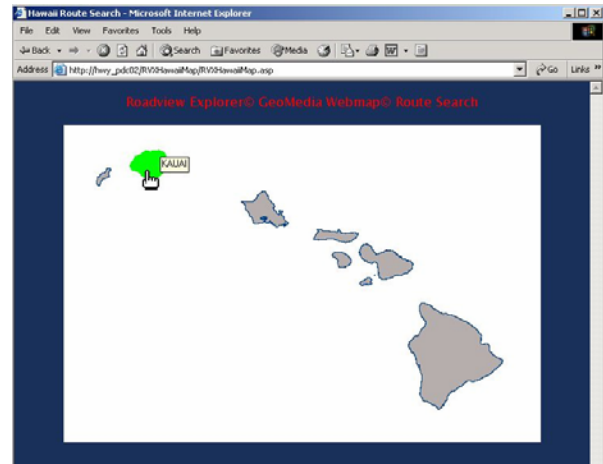 Hawaii Route Search - Microsoft Internet Explorer
File Edit View Favorites Tools Help
Back Search Favorites Media
Address http://hwy_pdc02/RVXHawaiiMap/RVXHawaiiMap.asp Go Links »
Roadview Explorer© GeoMedia Webmap© Route Search
KAUAI